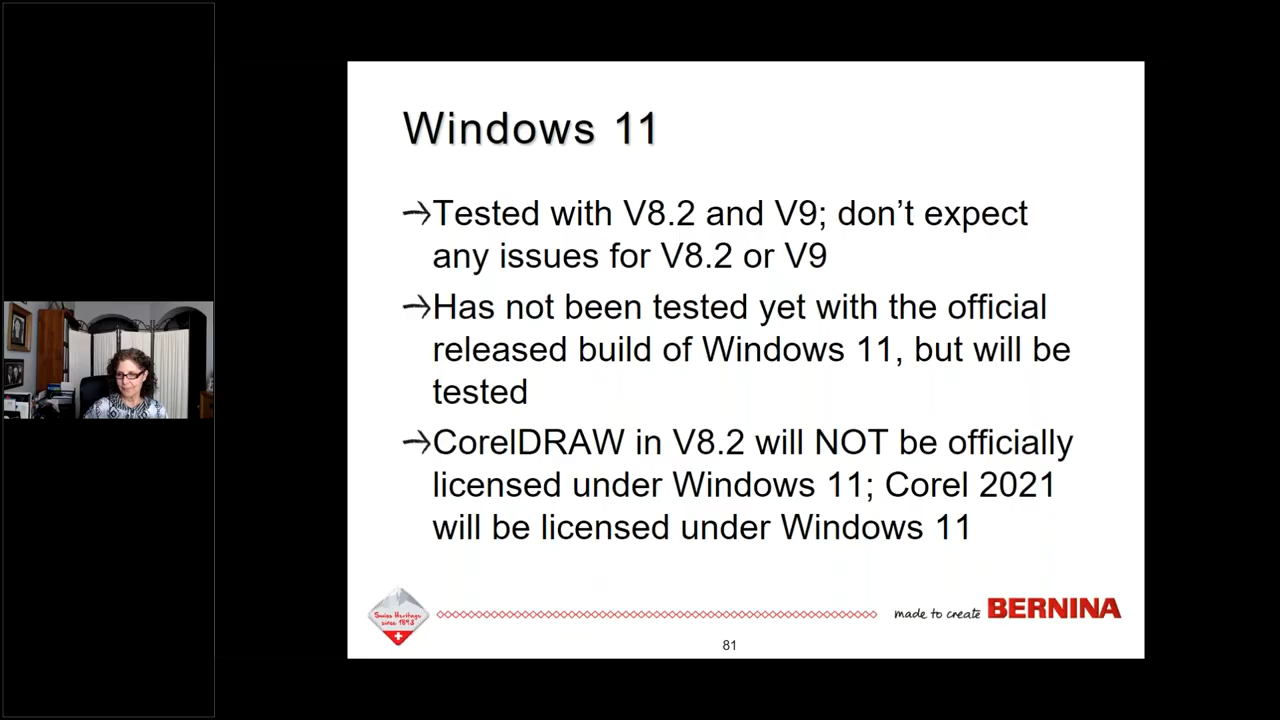 Windows 11
→Tested with V8.2 and V9; don’t expect
any issues for V8.2 or V9
→Has not been tested yet with the official
released build of Windows 11, but will be
tested
→CorelDRAW in V8.2 will NOT be officially
licensed under Windows 11; Corel 2021
will be licensed under Windows 11
Swiss Heritage
since 1893
made to create BERNINA
81